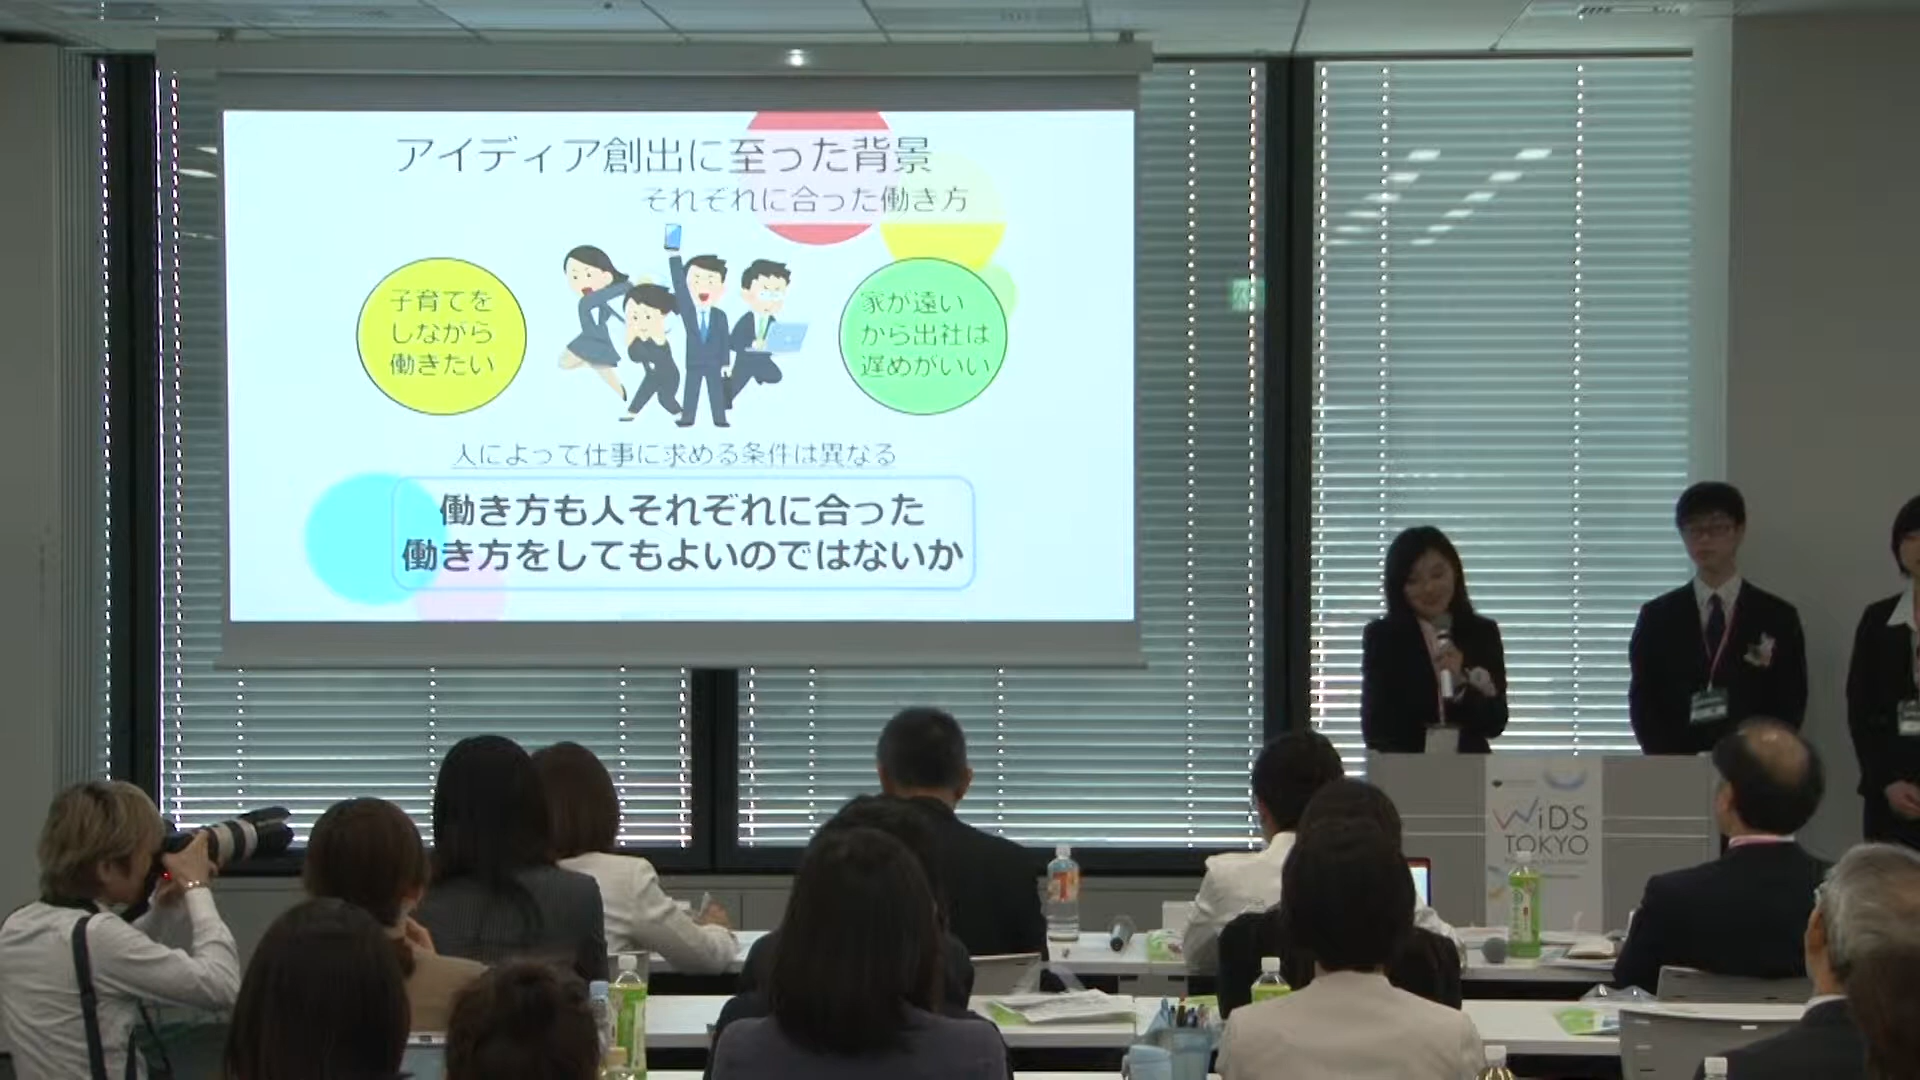 アイディア創出に至った背景
それぞれに合った働き方
子育てを
しながら
働きたい
家が遠い
から出社は
遅めがいい
人によって仕事に求める条件は異なる
働き方も人それぞれに合った
働き方をしてもよいのではないか
WiDS
TOKYO